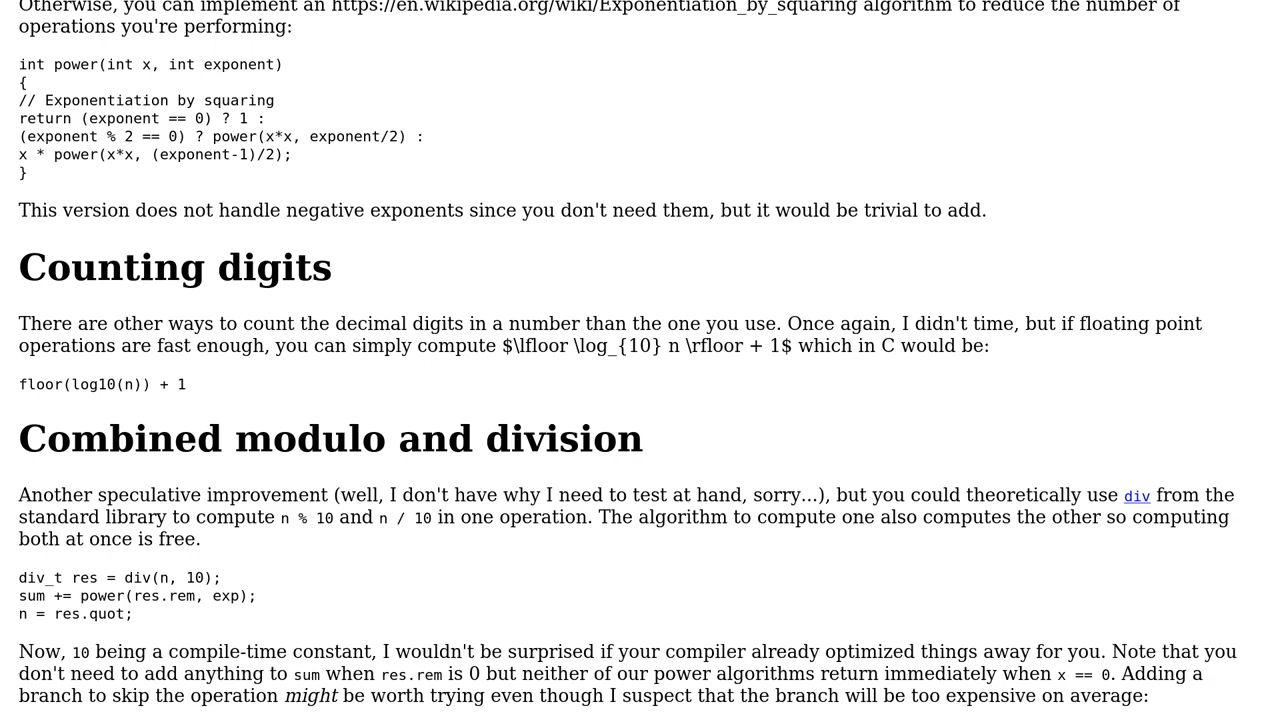 Otherwise, you can implement an https://en.wikipedia.org/wiki/Exponentiation_by_squaring algorithm to reduce the number of
operations you're performing:
int power(int x, int exponent)
{
// Exponentiation by squaring
return (exponent == 0) ? 1 :
(exponent % 2 == 0) ? power(x*x, exponent/2) :
x * power(x*x, (exponent-1)/2);
}
This version does not handle negative exponents since you don't need them, but it would be trivial to add.
Counting digits
There are other ways to count the decimal digits in a number than the one you use. Once again, I didn't time, but if floating point
operations are fast enough, you can simply compute $\lfloor \log_{10} n \rfloor + 1$ which in C would be:
floor(log10(n)) + 1
Combined modulo and division
Another speculative improvement (well, I don't have why I need to test at hand, sorry...), but you could theoretically use div from the
standard library to compute n % 10 and n / 10 in one operation. The algorithm to compute one also computes the other so computing
both at once is free.
div_t res = div(n, 10);
sum += power(res.rem, exp);
n = res.quot;
Now, 10 being a compile-time constant, I wouldn't be surprised if your compiler already optimized things away for you. Note that you
don't need to add anything to sum when res.rem is 0 but neither of our power algorithms return immediately when x == 0. Adding a
branch to skip the operation might be worth trying even though I suspect that the branch will be too expensive on average: